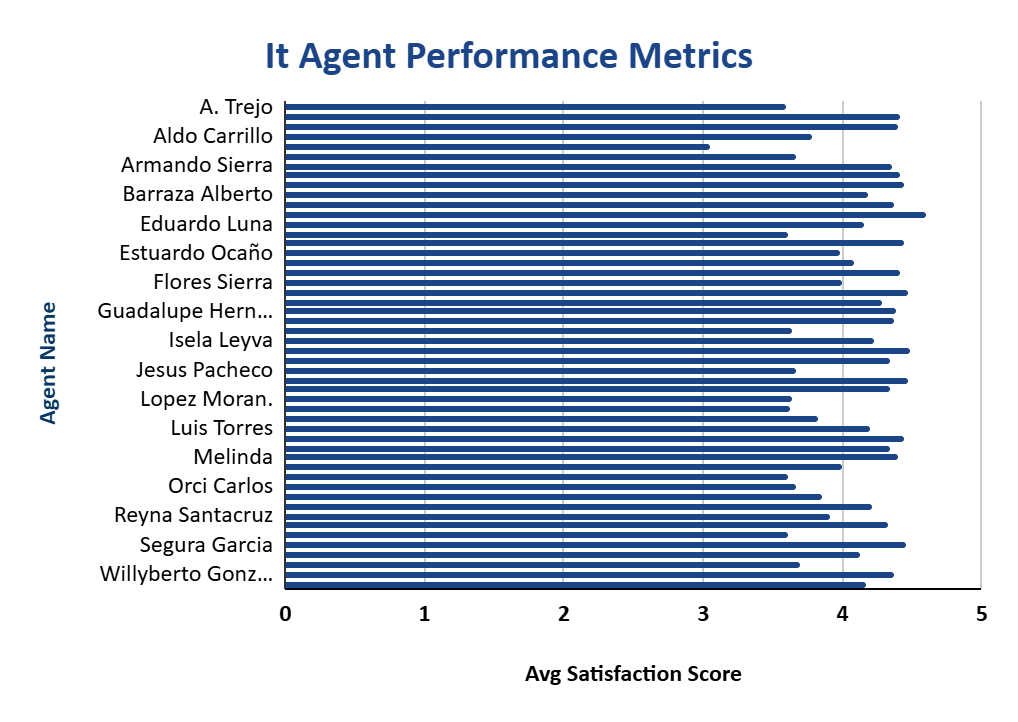 It Agent Performance Metrics
A. Trejo
Aldo Carrillo
Armando Sierra
Barraza Alberto
Eduardo Luna
Estuardo Ocaño
Flores Sierra
Guadalupe Hern...
Isela Leyva
Jesus Pacheco
Lopez Moran.
Luis Torres
Melinda
Orci Carlos
Reyna Santacruz
Segura Garcia
Willyberto Gonz...
Agent Name
0 1 2 3 4 5
Avg Satisfaction Score